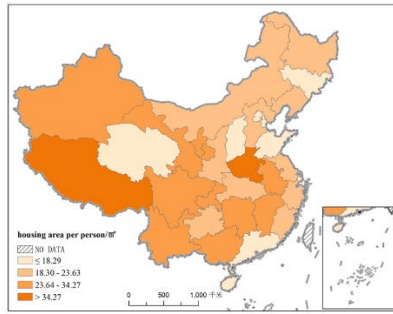 housing area per person/㎡
NO DATA
≤ 18.29
18.30 - 23.63
23.64 - 34.27
> 34.27
0 500 1,000 千米